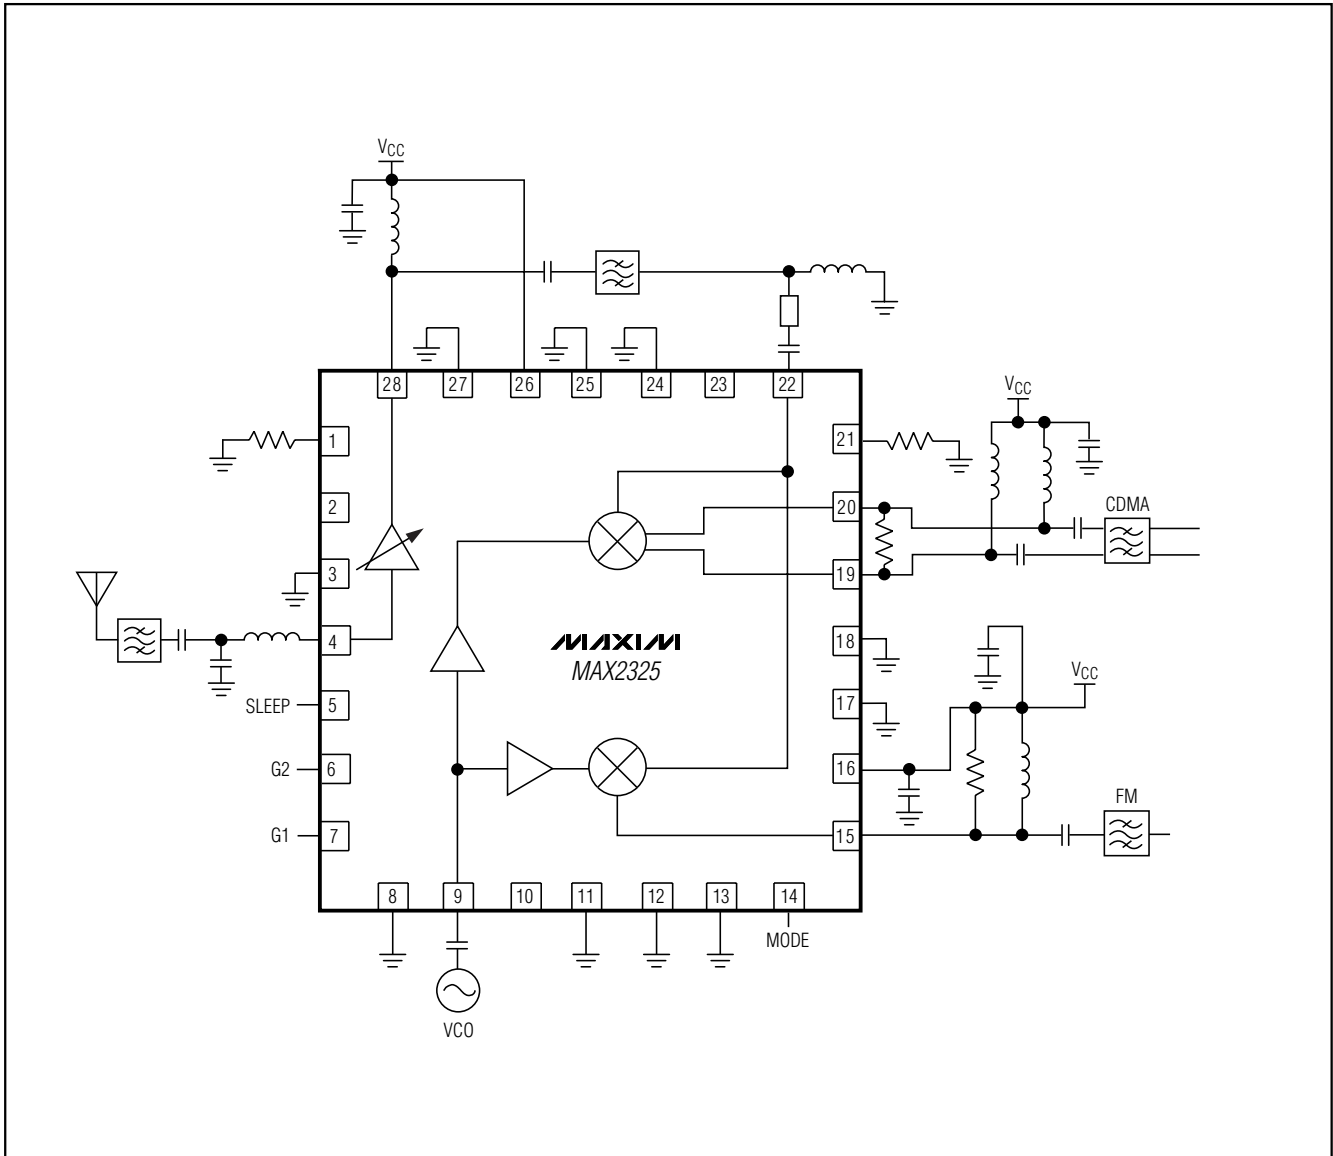 VCC
28 27 26 25 24 23 22
VCC
1 21
2 20 CDMA
3 19
4 MAXIM 18
MAX2325 VCC
SLEEP 5 17
G2 6 16
FM
G1 7 15
8 9 10 11 12 13 14
MODE
VCO